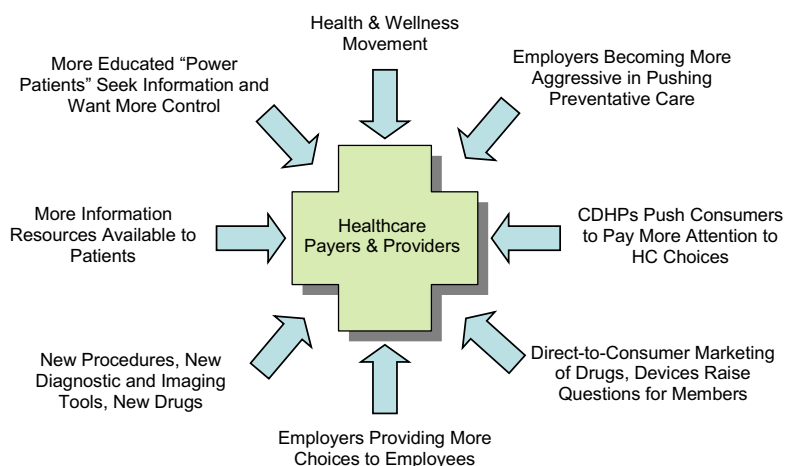 Health & Wellness
Movement
More Educated “Power
Patients” Seek Information and
Want More Control
Employers Becoming More
Aggressive in Pushing
Preventative Care
More Information
Resources Available to
Patients
Healthcare
Payers & Providers
CDHPs Push Consumers
to Pay More Attention to
HC Choices
New Procedures, New
Diagnostic and Imaging
Tools, New Drugs
Direct-to-Consumer Marketing
of Drugs, Devices Raise
Questions for Members
Employers Providing More
Choices to Employees